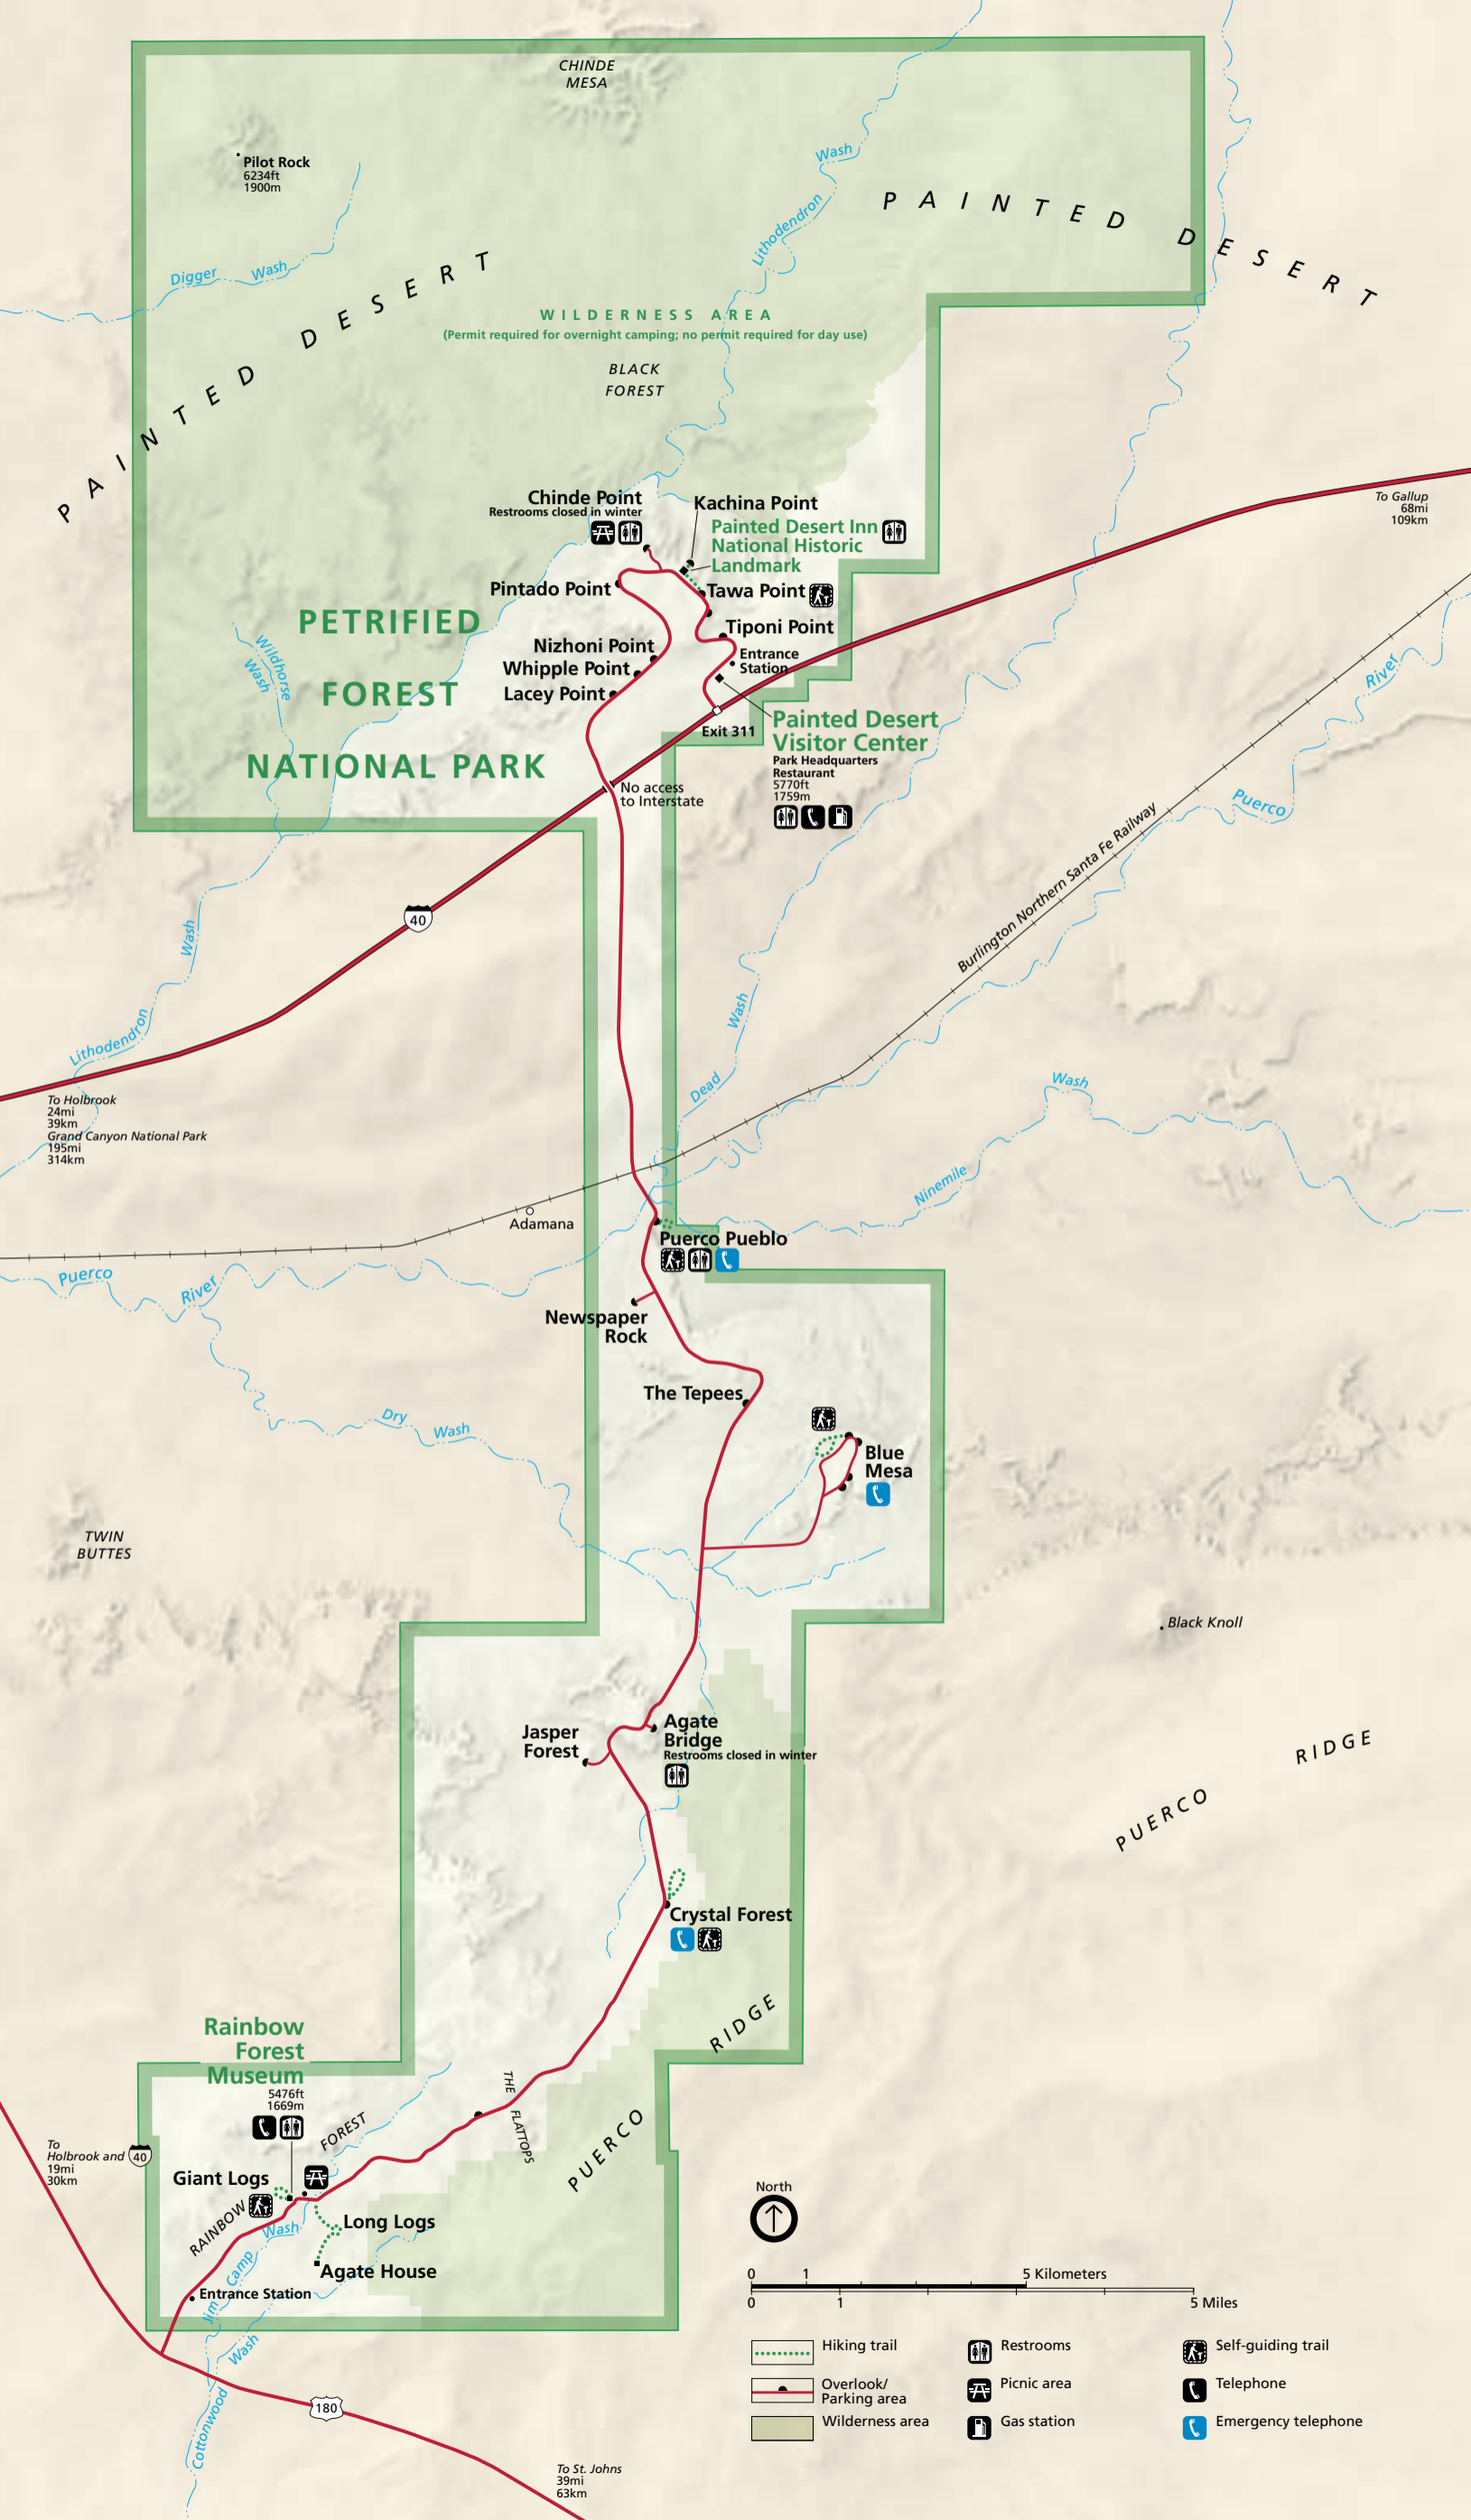 CHINDE
MESA
Pilot Rock
6234ft
1900m
Wash
Lithodendron
PAINTED DESERT
Digger Wash
PAINTED DESERT
WILDERNESS AREA
(Permit required for overnight camping; no permit required for day use)
BLACK
FOREST
To Gallup
68mi
109km
Chinde Point
Restrooms closed in winter
Kachina Point
Painted Desert Inn
National Historic
Landmark
Pintado Point
Tawa Point
PETRIFIED
FOREST
NATIONAL PARK
Wildhorse
Wash
Tiponi Point
Nizhoni Point
Whipple Point
Lacey Point
Entrance
Station
Exit 311
Painted Desert
Visitor Center
Park Headquarters
Restaurant
5770ft
1759m
No access
to Interstate
River
Puerco
Burlington Northern Santa Fe Railway
40
Wash
Lithodendron
Wash
Dead
To Holbrook
24mi
39km
Grand Canyon National Park
195mi
314km
Wash
Ninemile
Adamana
Puerco Pueblo
Puerco
River
Newspaper
Rock
The Tepees
Dry Wash
Blue
Mesa
TWIN
BUTTES
Black Knoll
Jasper
Forest
Agate
Bridge
Restrooms closed in winter
PUERCO RIDGE
Crystal Forest
PUERCO RIDGE
Rainbow
Forest
Museum
5476ft
1669m
THE
FLATTOPS
RAINBOW FOREST
To
Holbrook and 40
19mi
30km
Giant Logs
Long Logs
Agate House
Jim Camp Wash
Entrance Station
Cottonwood Wash
180
To St. Johns
39mi
63km
North
0 1 5 Kilometers
0 1 5 Miles
Hiking trail
Restrooms
Self-guiding trail
Overlook/
Parking area
Picnic area
Telephone
Wilderness area
Gas station
Emergency telephone